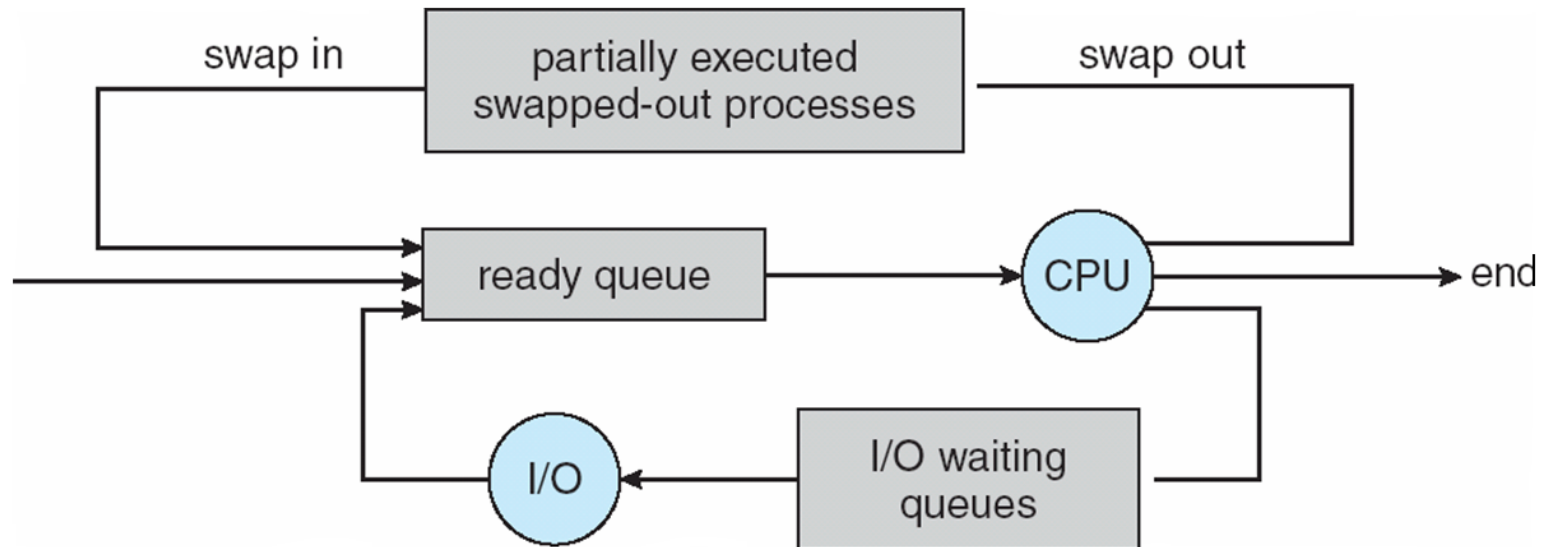 swap in
partially executed
swapped-out processes
swap out
ready queue
CPU
end
I/O
I/O waiting
queues